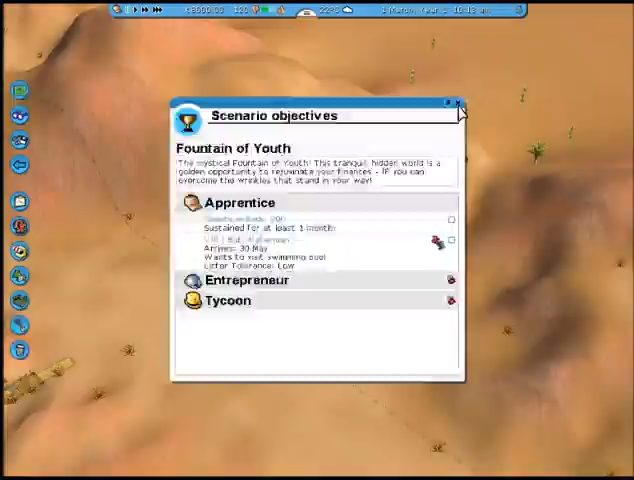 Scenario objectives
Fountain of Youth
The mystical Fountain of Youth! This tranquil hidden world is a
golden opportunity to rejuvinate your finances - IF you can
overcome the wrinkles that stand in your way!
Apprentice
Sustained for at least 1 month
Arrives: 30 May
Wants to visit swimming pool
Litter Tolerance: Low
Entrepreneur
Tycoon